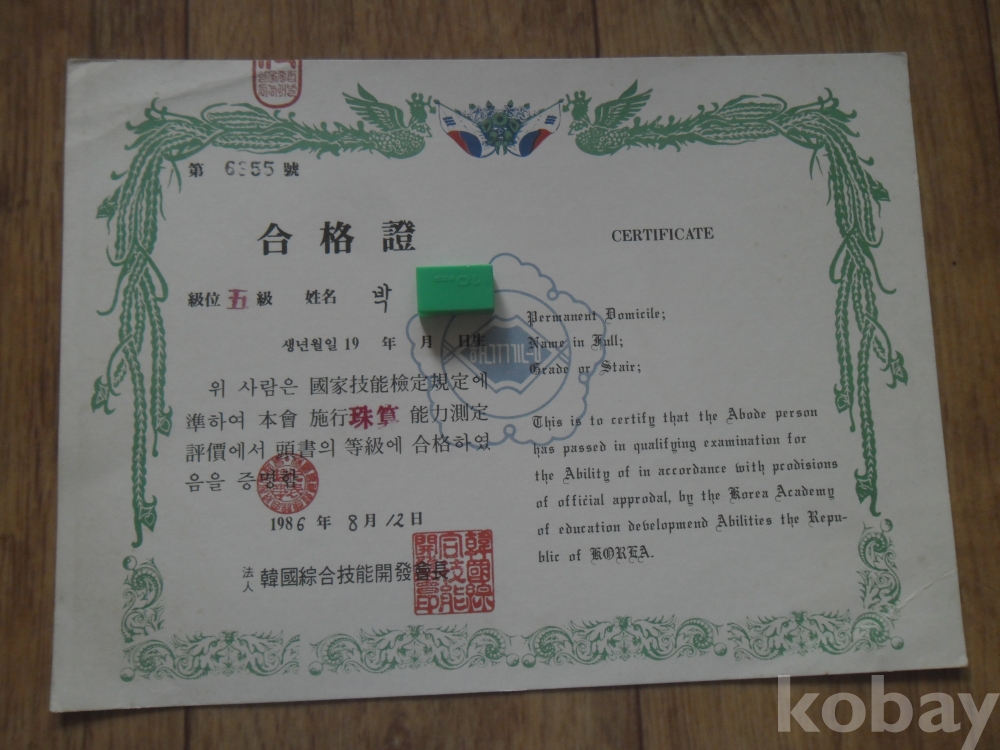 第 6355 號
合格證
級位 五 級 姓名 박
생년월일 19 年 月 日生
위 사람은 國家技能檢定規定에
準하여 本會 施行 珠算 能力測定
評價에서 頭書의 等級에 合格하였
음을 증명함
1986 年 8月 12日
法人 韓國綜合技能開發會長
CERTIFICATE
Permanent Domicile;
Name in Full;
Grade or Stair;
This is to certify that the Abode person
has passed in qualifying examination for
the Ability of in accordance with prodisions
of official approdal, by the Korea Academy
of education developmend Abilities the Repu-
blic of KOREA.
kobay